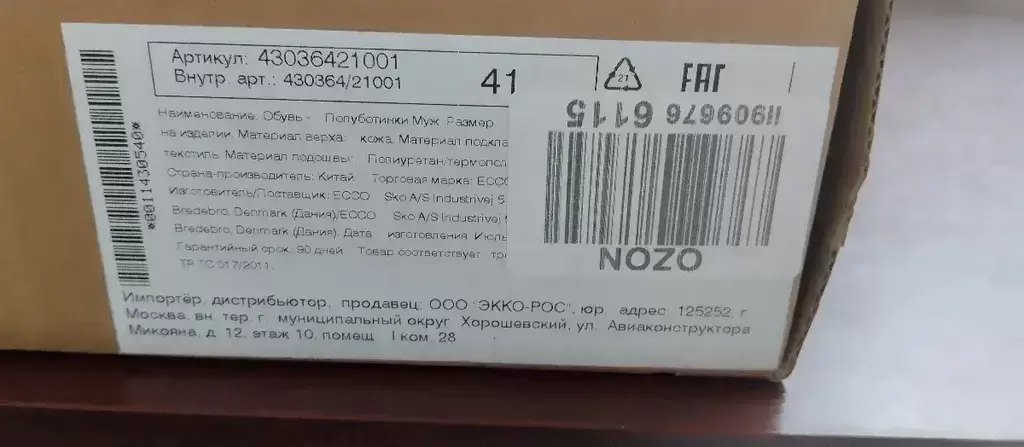 Артикул: 43036421001
Внутр. арт.: 430364/21001
41
21
ЕАС
Наименование: Обувь - Полуботинки Муж Размер
на изделии. Материал верха: кожа. Материал подкла
текстиль. Материал подошвы: Полиуретан/термопол
Страна-производитель: Китай Торговая марка: ECC
Изготовитель/Поставщик: ECCO Sko A/S Industrivej 5
Bredebro, Denmark (Дания)/ECCO Sko A/S Industrivej
Bredebro, Denmark (Дания). Дата изготовления Июль
Гарантийный срок: 90 дней. Товар соответствует тр
ТР ТС 017/2011.
Импортёр, дистрибьютор, продавец: ООО "ЭККО-РОС", юр. адрес: 125252, г.
Москва, вн. тер. г. муниципальный округ Хорошевский, ул. Авиаконструктора
Микояна, д. 12, этаж 10, помещ. I ком. 28
*00114305​40*
ii909676 6115
OZON